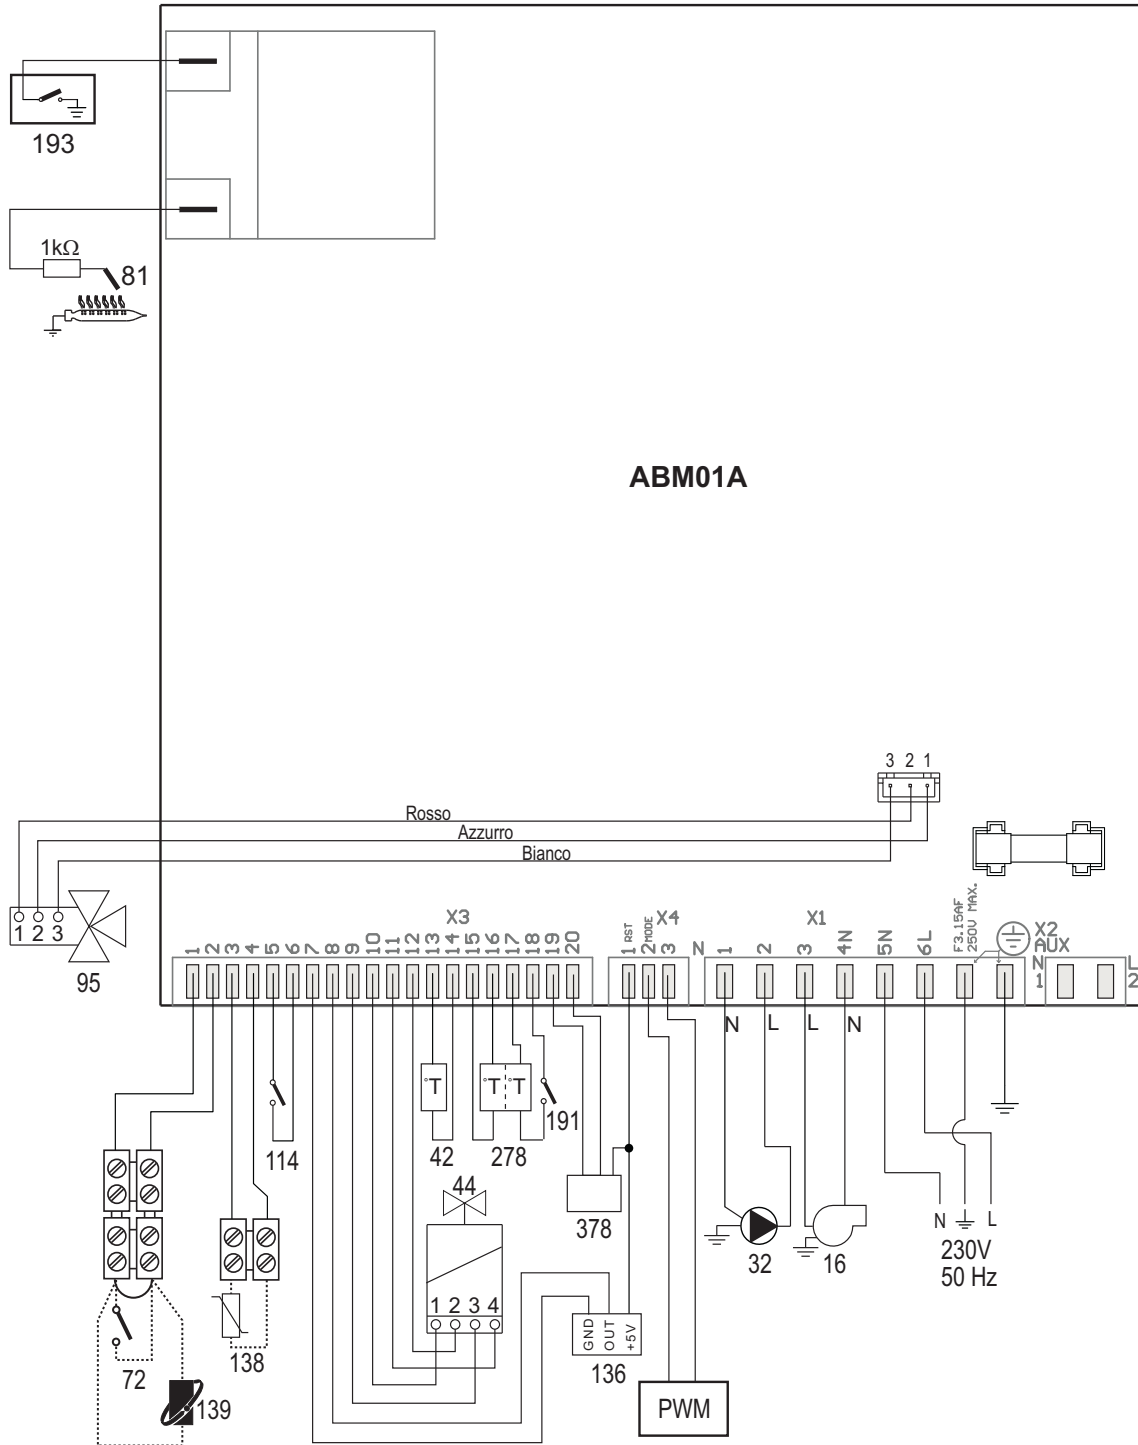 193
1kΩ
81
ABM01A
3 2 1
Rosso
Azzurro
Bianco
1 2 3
95
X3
1 2 3 4 5 6 7 8 9 10 11 12 13 14 15 16 17 18 19 20
X4
1 RST
2 MODE
3
Z
X1
1 2 3 4N 5N 6L
F3.15AF
250V MAX.
X2
AUX
N
1
L
2
N L L N
114
°T
42
°T °T
278
191
44
378
1 2 3 4
32
16
N L
230V
50 Hz
GND
OUT
+5V
136
138
72
139
PWM